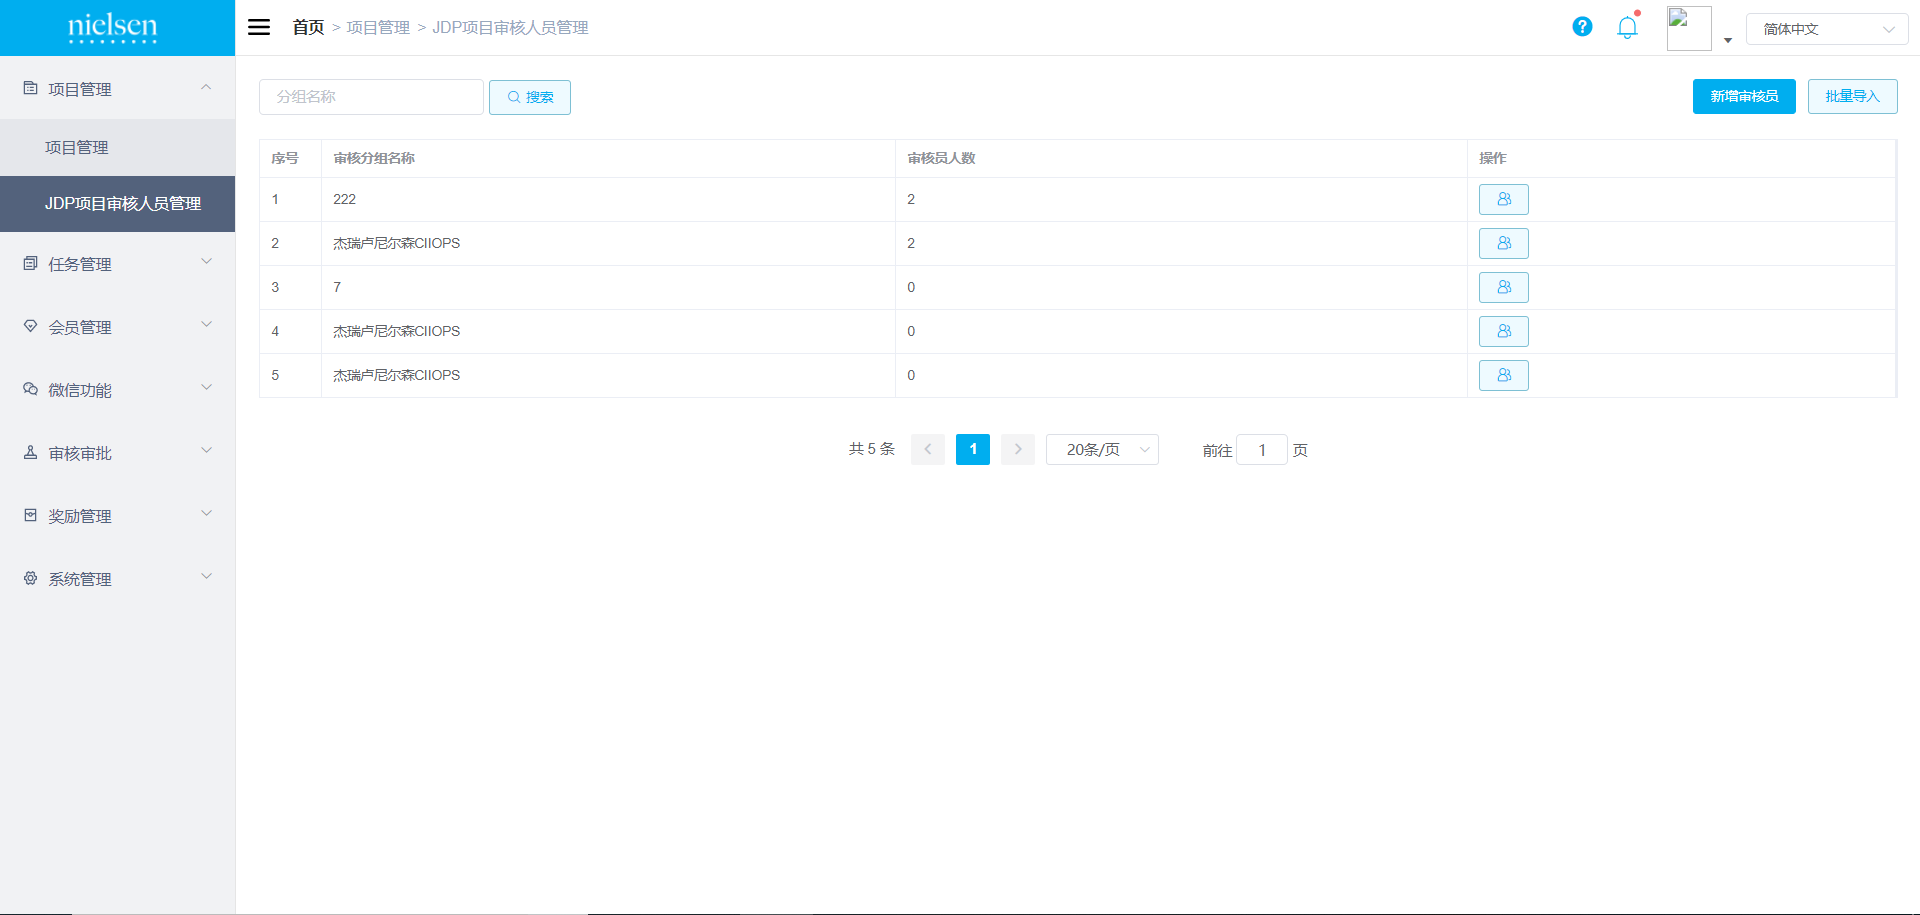 nielsen
首页 > 项目管理 > JDP项目审核人员管理
?
简体中文
项目管理
项目管理
JDP项目审核人员管理
任务管理
会员管理
微信功能
审核审批
奖励管理
系统管理
分组名称
搜索
新增审核员
批量导入
序号 审核分组名称 审核员人数 操作
1 222 2
2 杰瑞卢尼尔森CIIOPS 2
3 7 0
4 杰瑞卢尼尔森CIIOPS 0
5 杰瑞卢尼尔森CIIOPS 0
共 5 条 1 20条/页 前往 1 页